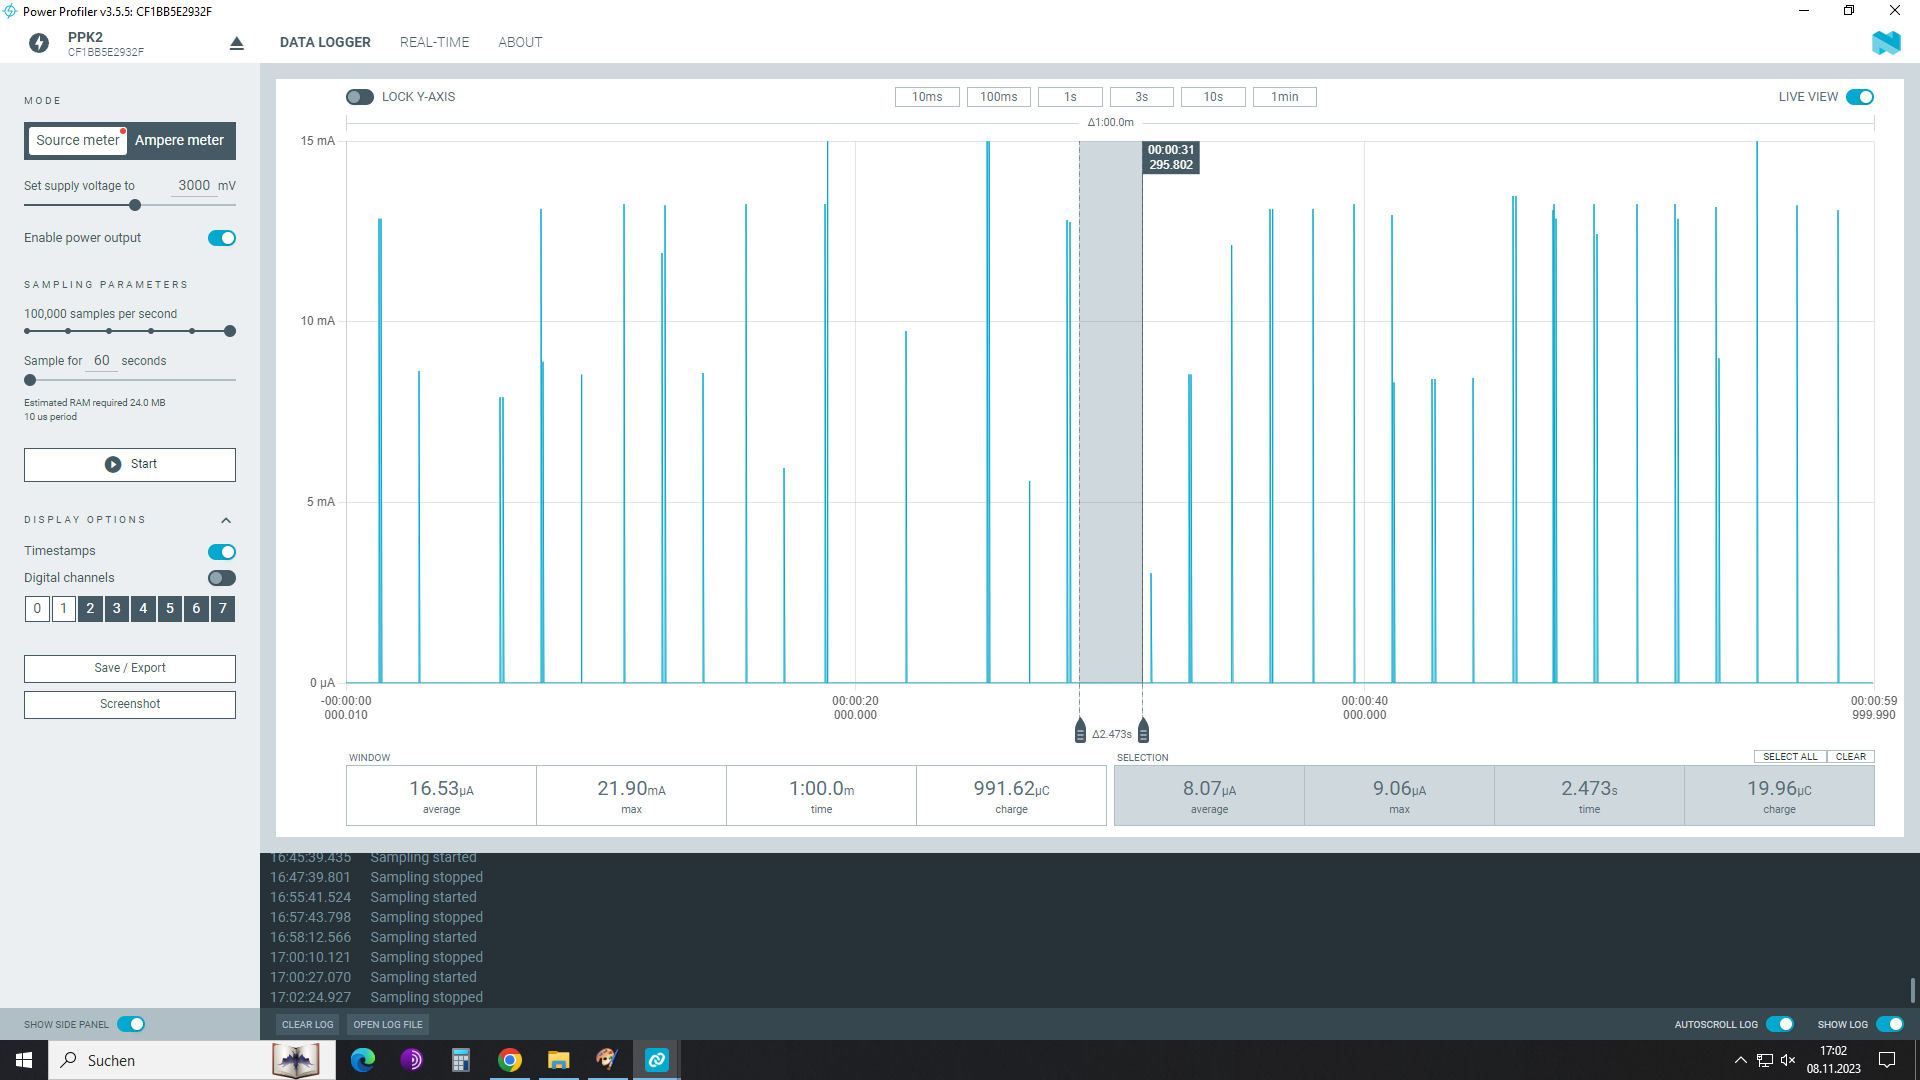 Power Profiler v3.5.5: CF1BB5E2932F
PPK2
CF1BB5E2932F
DATA LOGGER
REAL-TIME
ABOUT
MODE
Source meter
Ampere meter
Set supply voltage to 3000 mV
Enable power output
SAMPLING PARAMETERS
100,000 samples per second
Sample for 60 seconds
Estimated RAM required 24.0 MB
10 us period
Start
DISPLAY OPTIONS
Timestamps
Digital channels
0 1 2 3 4 5 6 7
Save / Export
Screenshot
SHOW SIDE PANEL
LOCK Y-AXIS
10ms
100ms
1s
3s
10s
1min
LIVE VIEW
Δ1:00.0m
15 mA
10 mA
5 mA
0 µA
00:00:31
295.802
-00:00:00
000.010
00:00:20
000.000
00:00:40
000.000
00:00:59
999.990
Δ2.473s
WINDOW
16.53µA
average
21.90mA
max
1:00.0m
time
991.62µC
charge
SELECTION
SELECT ALL
CLEAR
8.07µA
average
9.06µA
max
2.473s
time
19.96µC
charge
16:45:39.435 Sampling started
16:47:39.801 Sampling stopped
16:55:41.524 Sampling started
16:57:43.798 Sampling stopped
16:58:12.566 Sampling started
17:00:10.121 Sampling stopped
17:00:27.070 Sampling started
17:02:24.927 Sampling stopped
CLEAR LOG
OPEN LOG FILE
AUTOSCROLL LOG
SHOW LOG
Suchen
17:02
08.11.2023